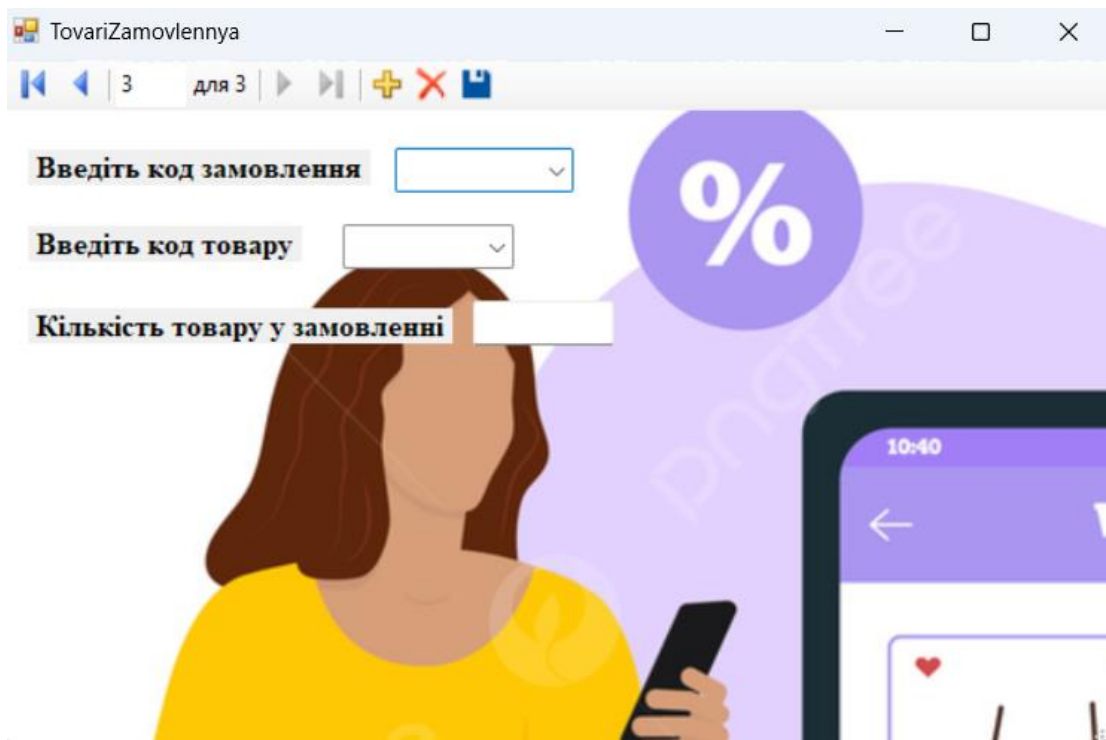 TovariZamovlennya
3 для 3
Введіть код замовлення
%
Введіть код товару
Кількість товару у замовленні
pngtree
10:40